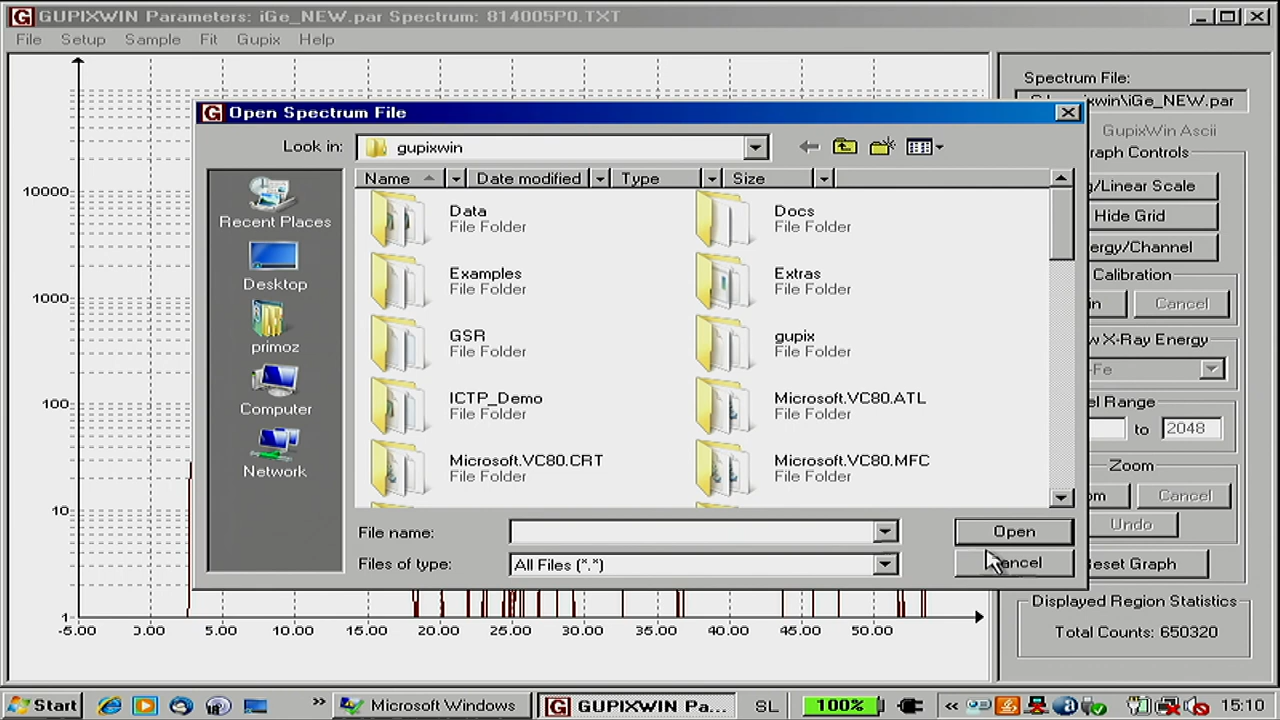 GUPIXWIN Parameters: iGe_NEW.par Spectrum: 814005P0.TXT
File Setup Sample Fit Gupix Help
Spectrum File:
\iGe_NEW.par
GupixWin Ascii
Open Spectrum File
Look in: gupixwin
Name Date modified Type Size
Recent Places
Desktop
primoz
Computer
Network
Data
File Folder
Docs
File Folder
Examples
File Folder
Extras
File Folder
GSR
File Folder
gupix
File Folder
ICTP_Demo
File Folder
Microsoft.VC80.ATL
File Folder
Microsoft.VC80.CRT
File Folder
Microsoft.VC80.MFC
File Folder
File name:
Open
Files of type: All Files (*.*)
Controls
/Linear Scale
Hide Grid
/Channel
Calibration
Cancel
X-Ray Energy
-Fe
Range
to 2048
Zoom
Cancel
Undo
Graph
Displayed Region Statistics
Total Counts: 650320
10000
1000
100
10
1
-5.00 5.00 10.00 15.00 20.00 25.00 30.00 35.00 40.00 45.00 50.00
Start » Microsoft Windows GUPIXWIN Pa... SL 100% « 15:10